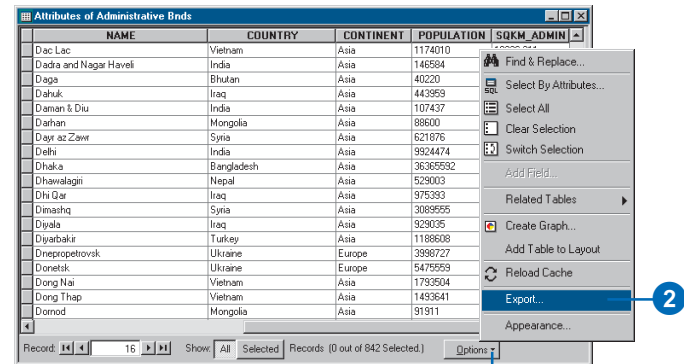 Attributes of Administrative Bnds
NAME COUNTRY CONTINENT POPULATION SQKM_ADMIN
Dac Lac Vietnam Asia 1174010
Dadra and Nagar Haveli India Asia 146584
Daga Bhutan Asia 40220
Dahuk Iraq Asia 443959
Daman & Diu India Asia 107437
Darhan Mongolia Asia 88600
Dayr az Zawr Syria Asia 621876
Delhi India Asia 9924474
Dhaka Bangladesh Asia 36365592
Dhawalagiri Nepal Asia 529003
Dhi Qar Iraq Asia 975393
Dimashq Syria Asia 3089555
Diyala Iraq Asia 929035
Diyarbakir Turkey Asia 1188608
Dnepropetrovsk Ukraine Europe 3998727
Donetsk Ukraine Europe 5475559
Dong Nai Vietnam Asia 1793504
Dong Thap Vietnam Asia 1493641
Dornod Mongolia Asia 91911
Find & Replace...
SQL Select By Attributes...
Select All
Clear Selection
Switch Selection
Add Field...
Related Tables
Create Graph...
Add Table to Layout
Reload Cache
Export...
2
Appearance...
Record: 16 Show: All Selected Records (0 out of 842 Selected.) Options